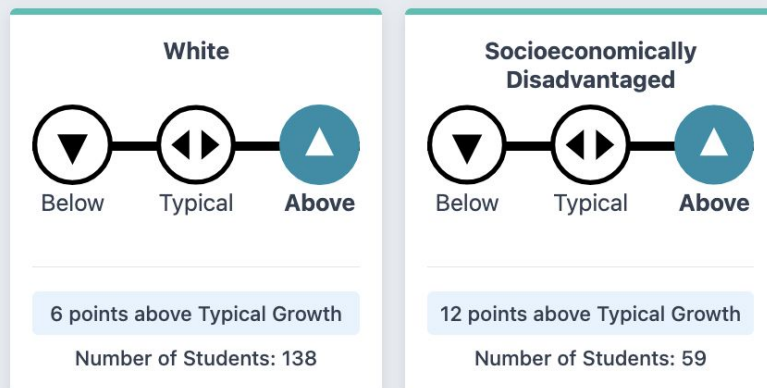 White
Below Typical Above
6 points above Typical Growth
Number of Students: 138
Socioeconomically
Disadvantaged
Below Typical Above
12 points above Typical Growth
Number of Students: 59